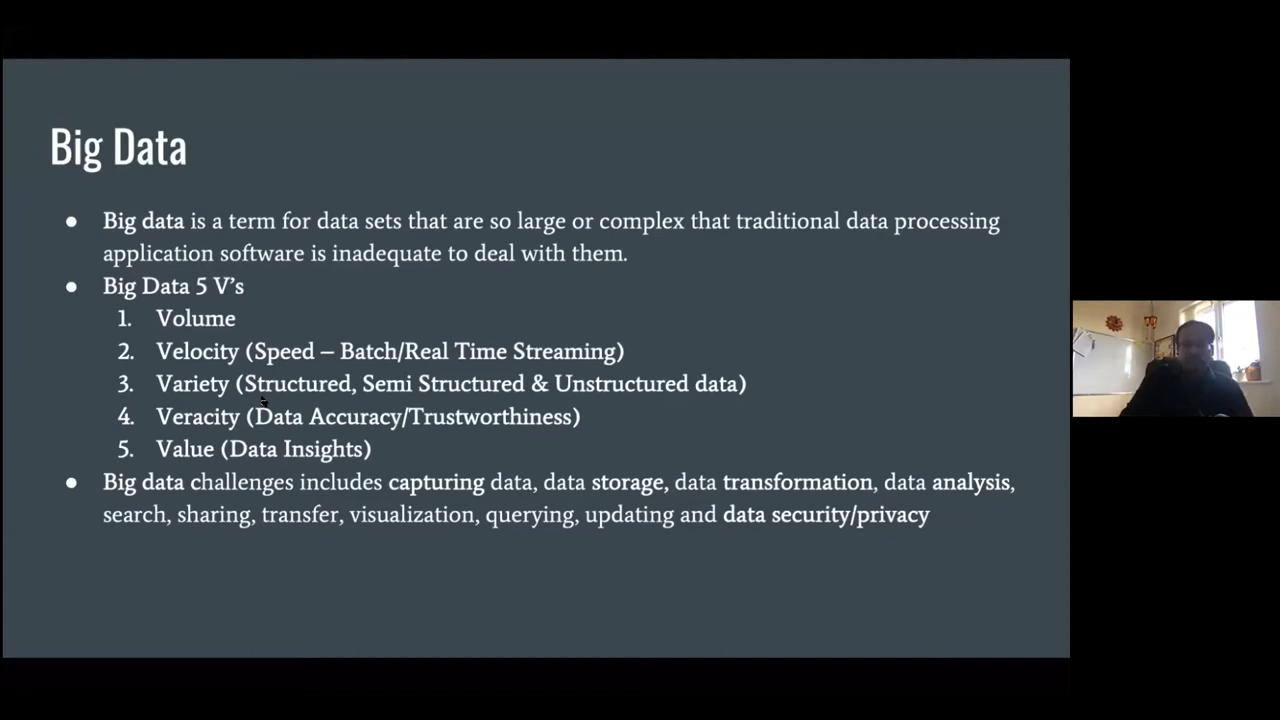 Big Data
● Big data is a term for data sets that are so large or complex that traditional data processing
application software is inadequate to deal with them.
● Big Data 5 V’s
1. Volume
2. Velocity (Speed – Batch/Real Time Streaming)
3. Variety (Structured, Semi Structured & Unstructured data)
4. Veracity (Data Accuracy/Trustworthiness)
5. Value (Data Insights)
● Big data challenges includes capturing data, data storage, data transformation, data analysis,
search, sharing, transfer, visualization, querying, updating and data security/privacy